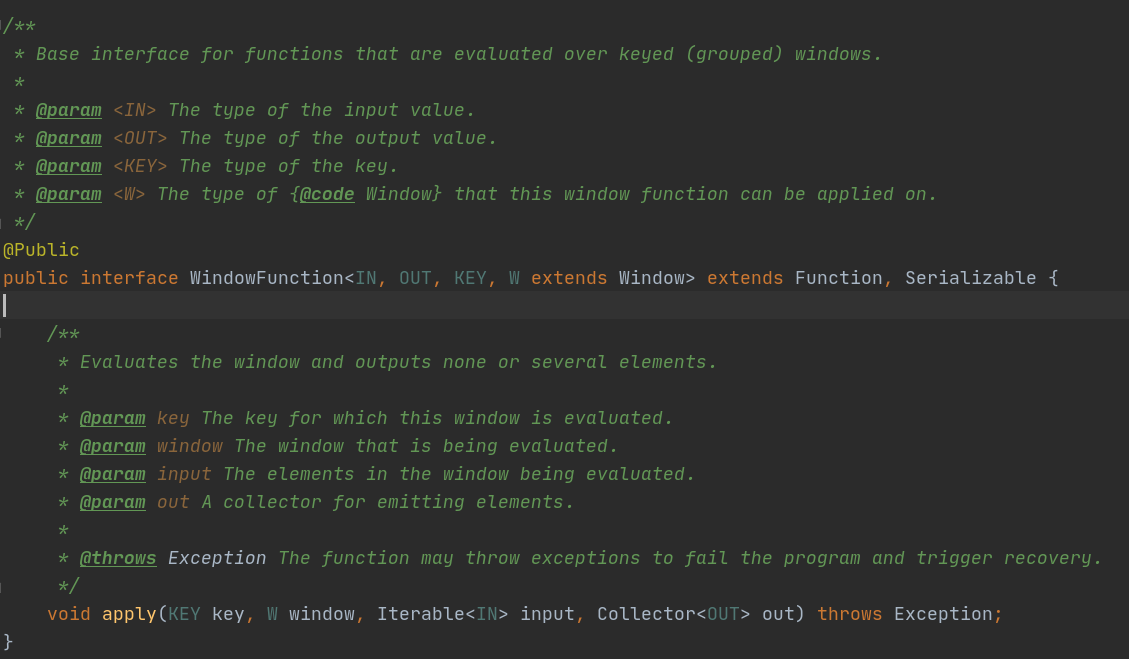 /**
 * Base interface for functions that are evaluated over keyed (grouped) windows.
 *
 * @param <IN> The type of the input value.
 * @param <OUT> The type of the output value.
 * @param <KEY> The type of the key.
 * @param <W> The type of {@code Window} that this window function can be applied on.
 */
@Public
public interface WindowFunction<IN, OUT, KEY, W extends Window> extends Function, Serializable {

    /**
     * Evaluates the window and outputs none or several elements.
     *
     * @param key The key for which this window is evaluated.
     * @param window The window that is being evaluated.
     * @param input The elements in the window being evaluated.
     * @param out A collector for emitting elements.
     *
     * @throws Exception The function may throw exceptions to fail the program and trigger recovery.
     */
    void apply(KEY key, W window, Iterable<IN> input, Collector<OUT> out) throws Exception;
}